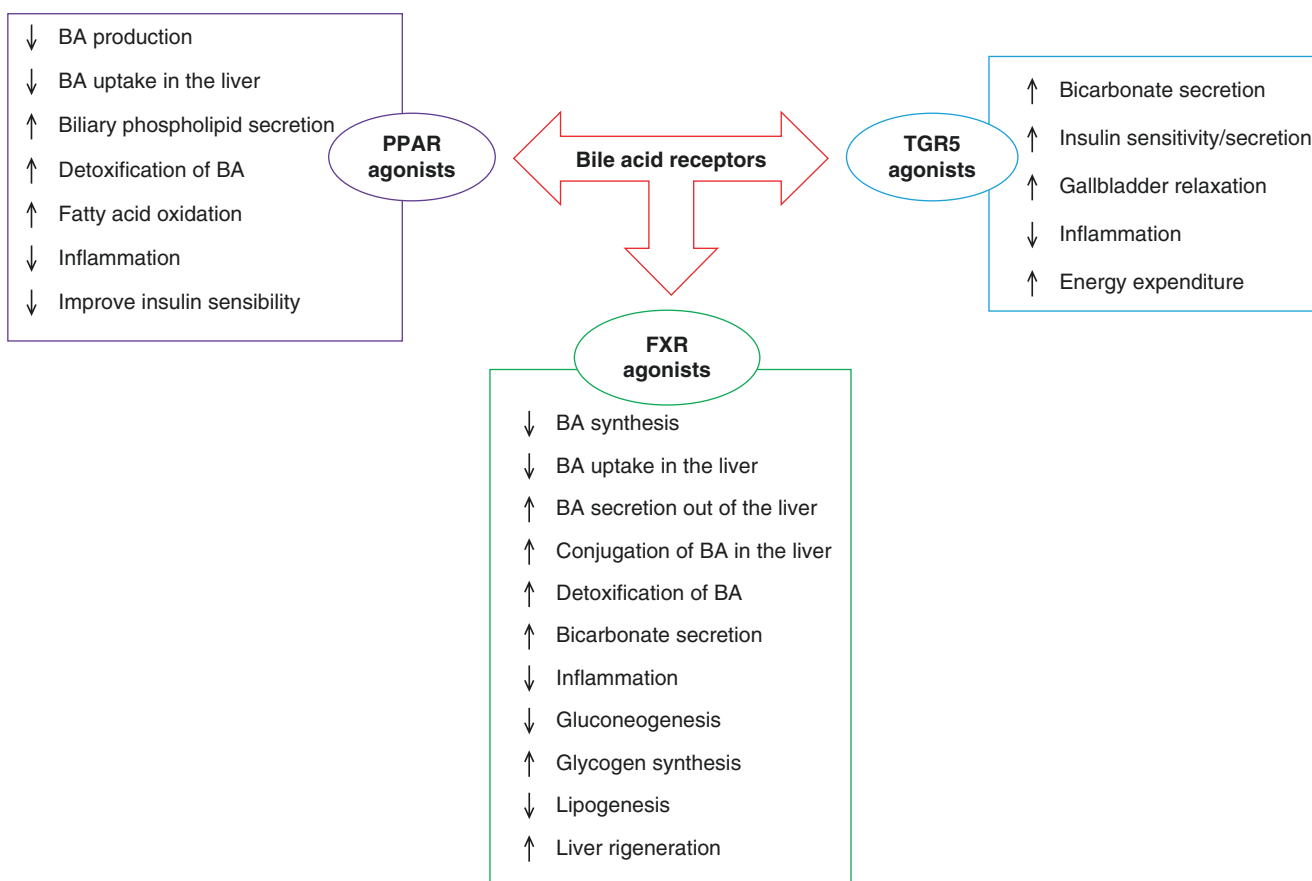 ↓ BA production
↓ BA uptake in the liver
↑ Biliary phospholipid secretion
↑ Detoxification of BA
↑ Fatty acid oxidation
↓ Inflammation
↓ Improve insulin sensibility
PPAR
agonists
Bile acid receptors
TGR5
agonists
↑ Bicarbonate secretion
↑ Insulin sensitivity/secretion
↑ Gallbladder relaxation
↓ Inflammation
↑ Energy expenditure
FXR
agonists
↓ BA synthesis
↓ BA uptake in the liver
↑ BA secretion out of the liver
↑ Conjugation of BA in the liver
↑ Detoxification of BA
↑ Bicarbonate secretion
↓ Inflammation
↓ Gluconeogenesis
↑ Glycogen synthesis
↓ Lipogenesis
↑ Liver rigeneration